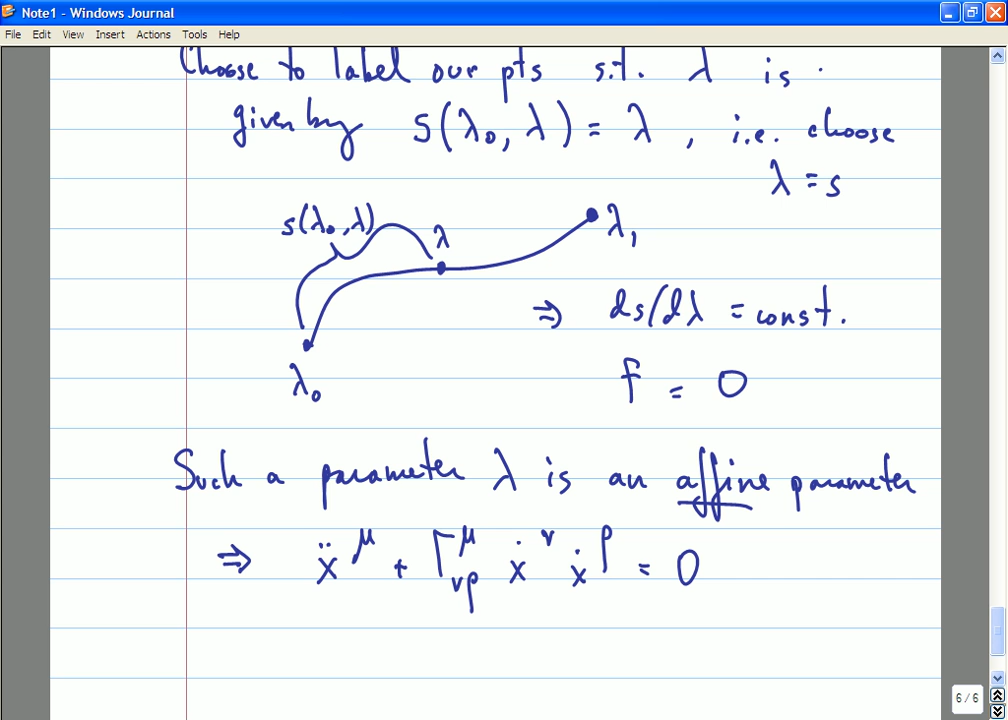 Note1 - Windows Journal
File Edit View Insert Actions Tools Help
Choose to label our pts s.t. λ is
given by S(λ₀, λ) = λ , i.e. choose
λ = s
s(λ₀, λ)
λ
λ₁
⇒ ds/dλ = const.
λ₀
f = 0
Such a parameter λ is an affine parameter
⇒ ẍ^μ + Γ^μ_νρ ẋ^ν ẋ^ρ = 0
6 / 6